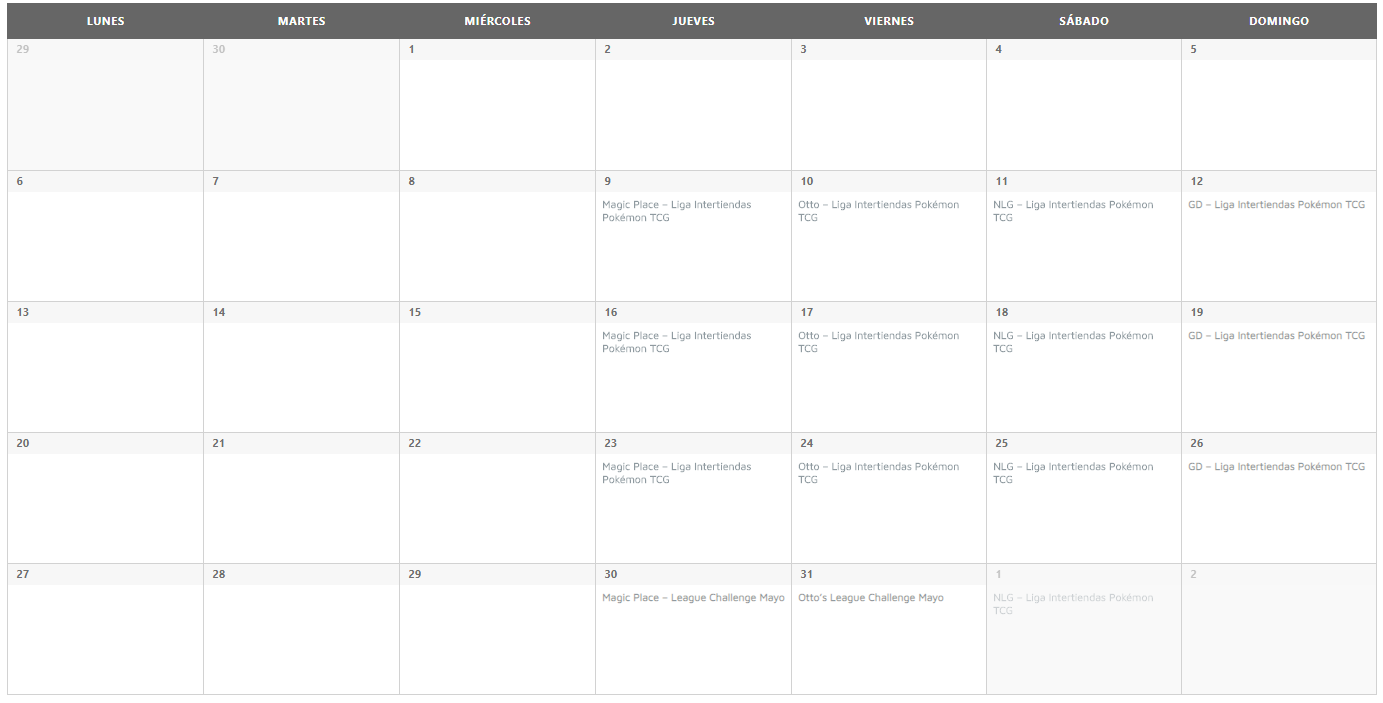 LUNES MARTES MIÉRCOLES JUEVES VIERNES SÁBADO DOMINGO
29 30 1 2 3 4 5
6 7 8 9 10 11 12
Magic Place – Liga Intertiendas
Pokémon TCG
Otto – Liga Intertiendas Pokémon
TCG
NLG – Liga Intertiendas Pokémon
TCG
GD – Liga Intertiendas Pokémon TCG
13 14 15 16 17 18 19
Magic Place – Liga Intertiendas
Pokémon TCG
Otto – Liga Intertiendas Pokémon
TCG
NLG – Liga Intertiendas Pokémon
TCG
GD – Liga Intertiendas Pokémon TCG
20 21 22 23 24 25 26
Magic Place – Liga Intertiendas
Pokémon TCG
Otto – Liga Intertiendas Pokémon
TCG
NLG – Liga Intertiendas Pokémon
TCG
GD – Liga Intertiendas Pokémon TCG
27 28 29 30 31 1 2
Magic Place – League Challenge Mayo
Otto's League Challenge Mayo
NLG – Liga Intertiendas Pokémon
TCG